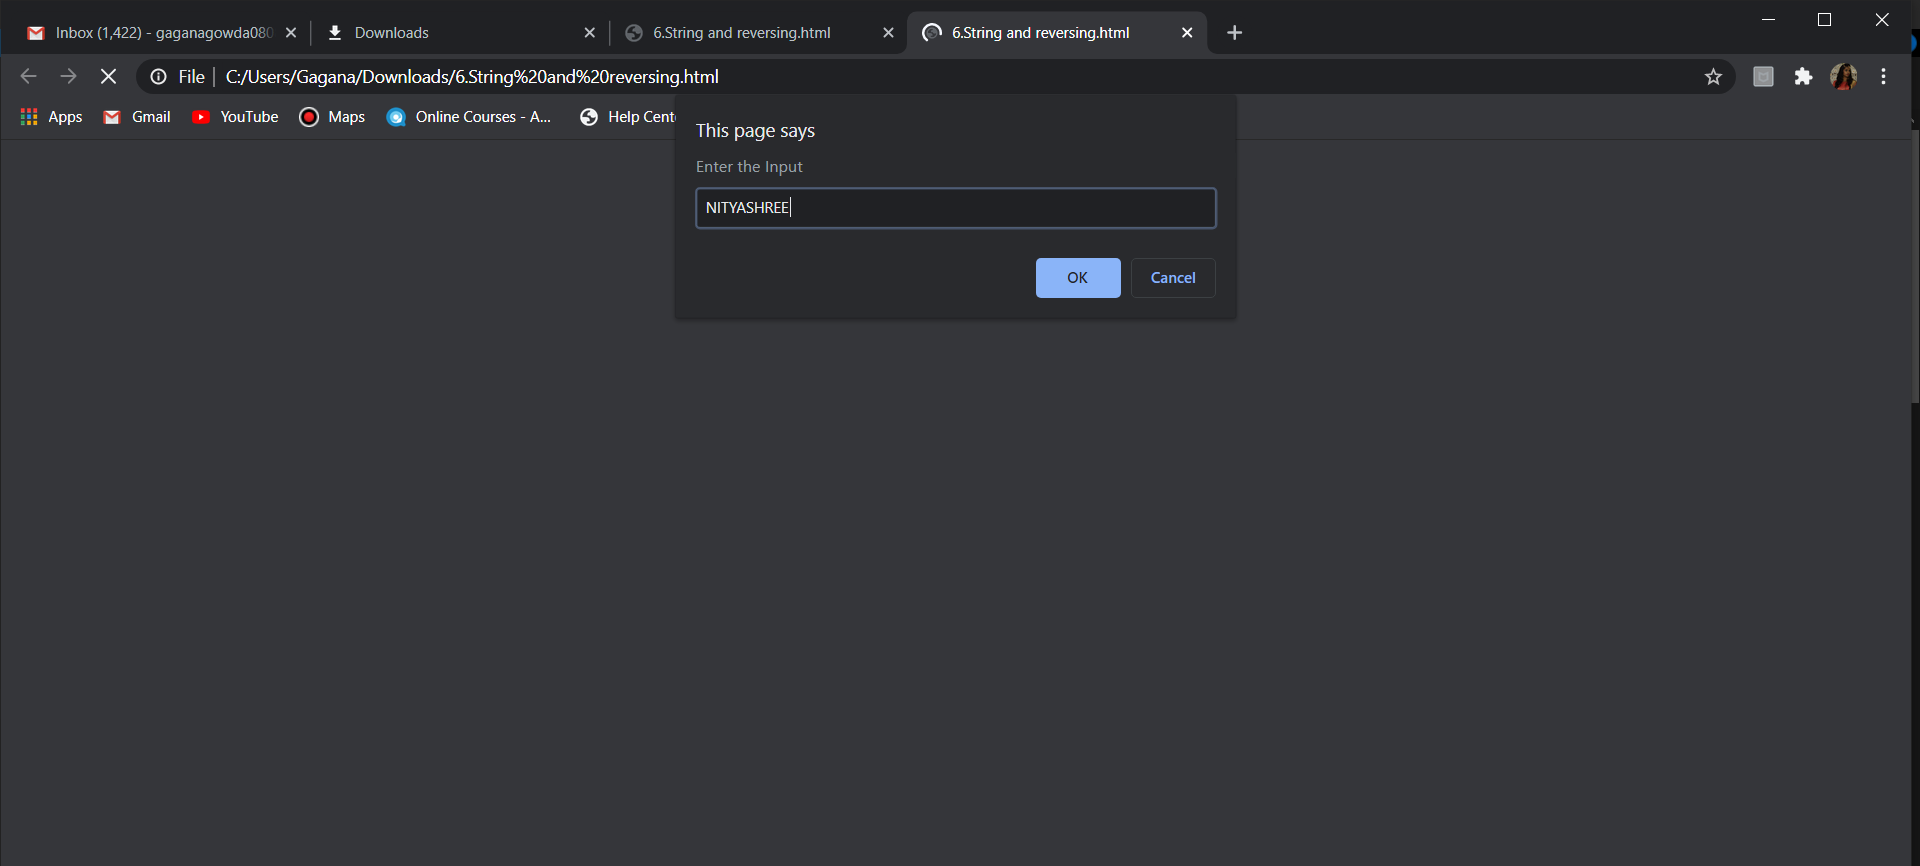 Inbox (1,422) - gaganagowda080
Downloads
6.String and reversing.html
6.String and reversing.html
File C:/Users/Gagana/Downloads/6.String%20and%20reversing.html
Apps Gmail YouTube Maps Online Courses - A... Help Cent
This page says
Enter the Input
NITYASHREE
OK Cancel